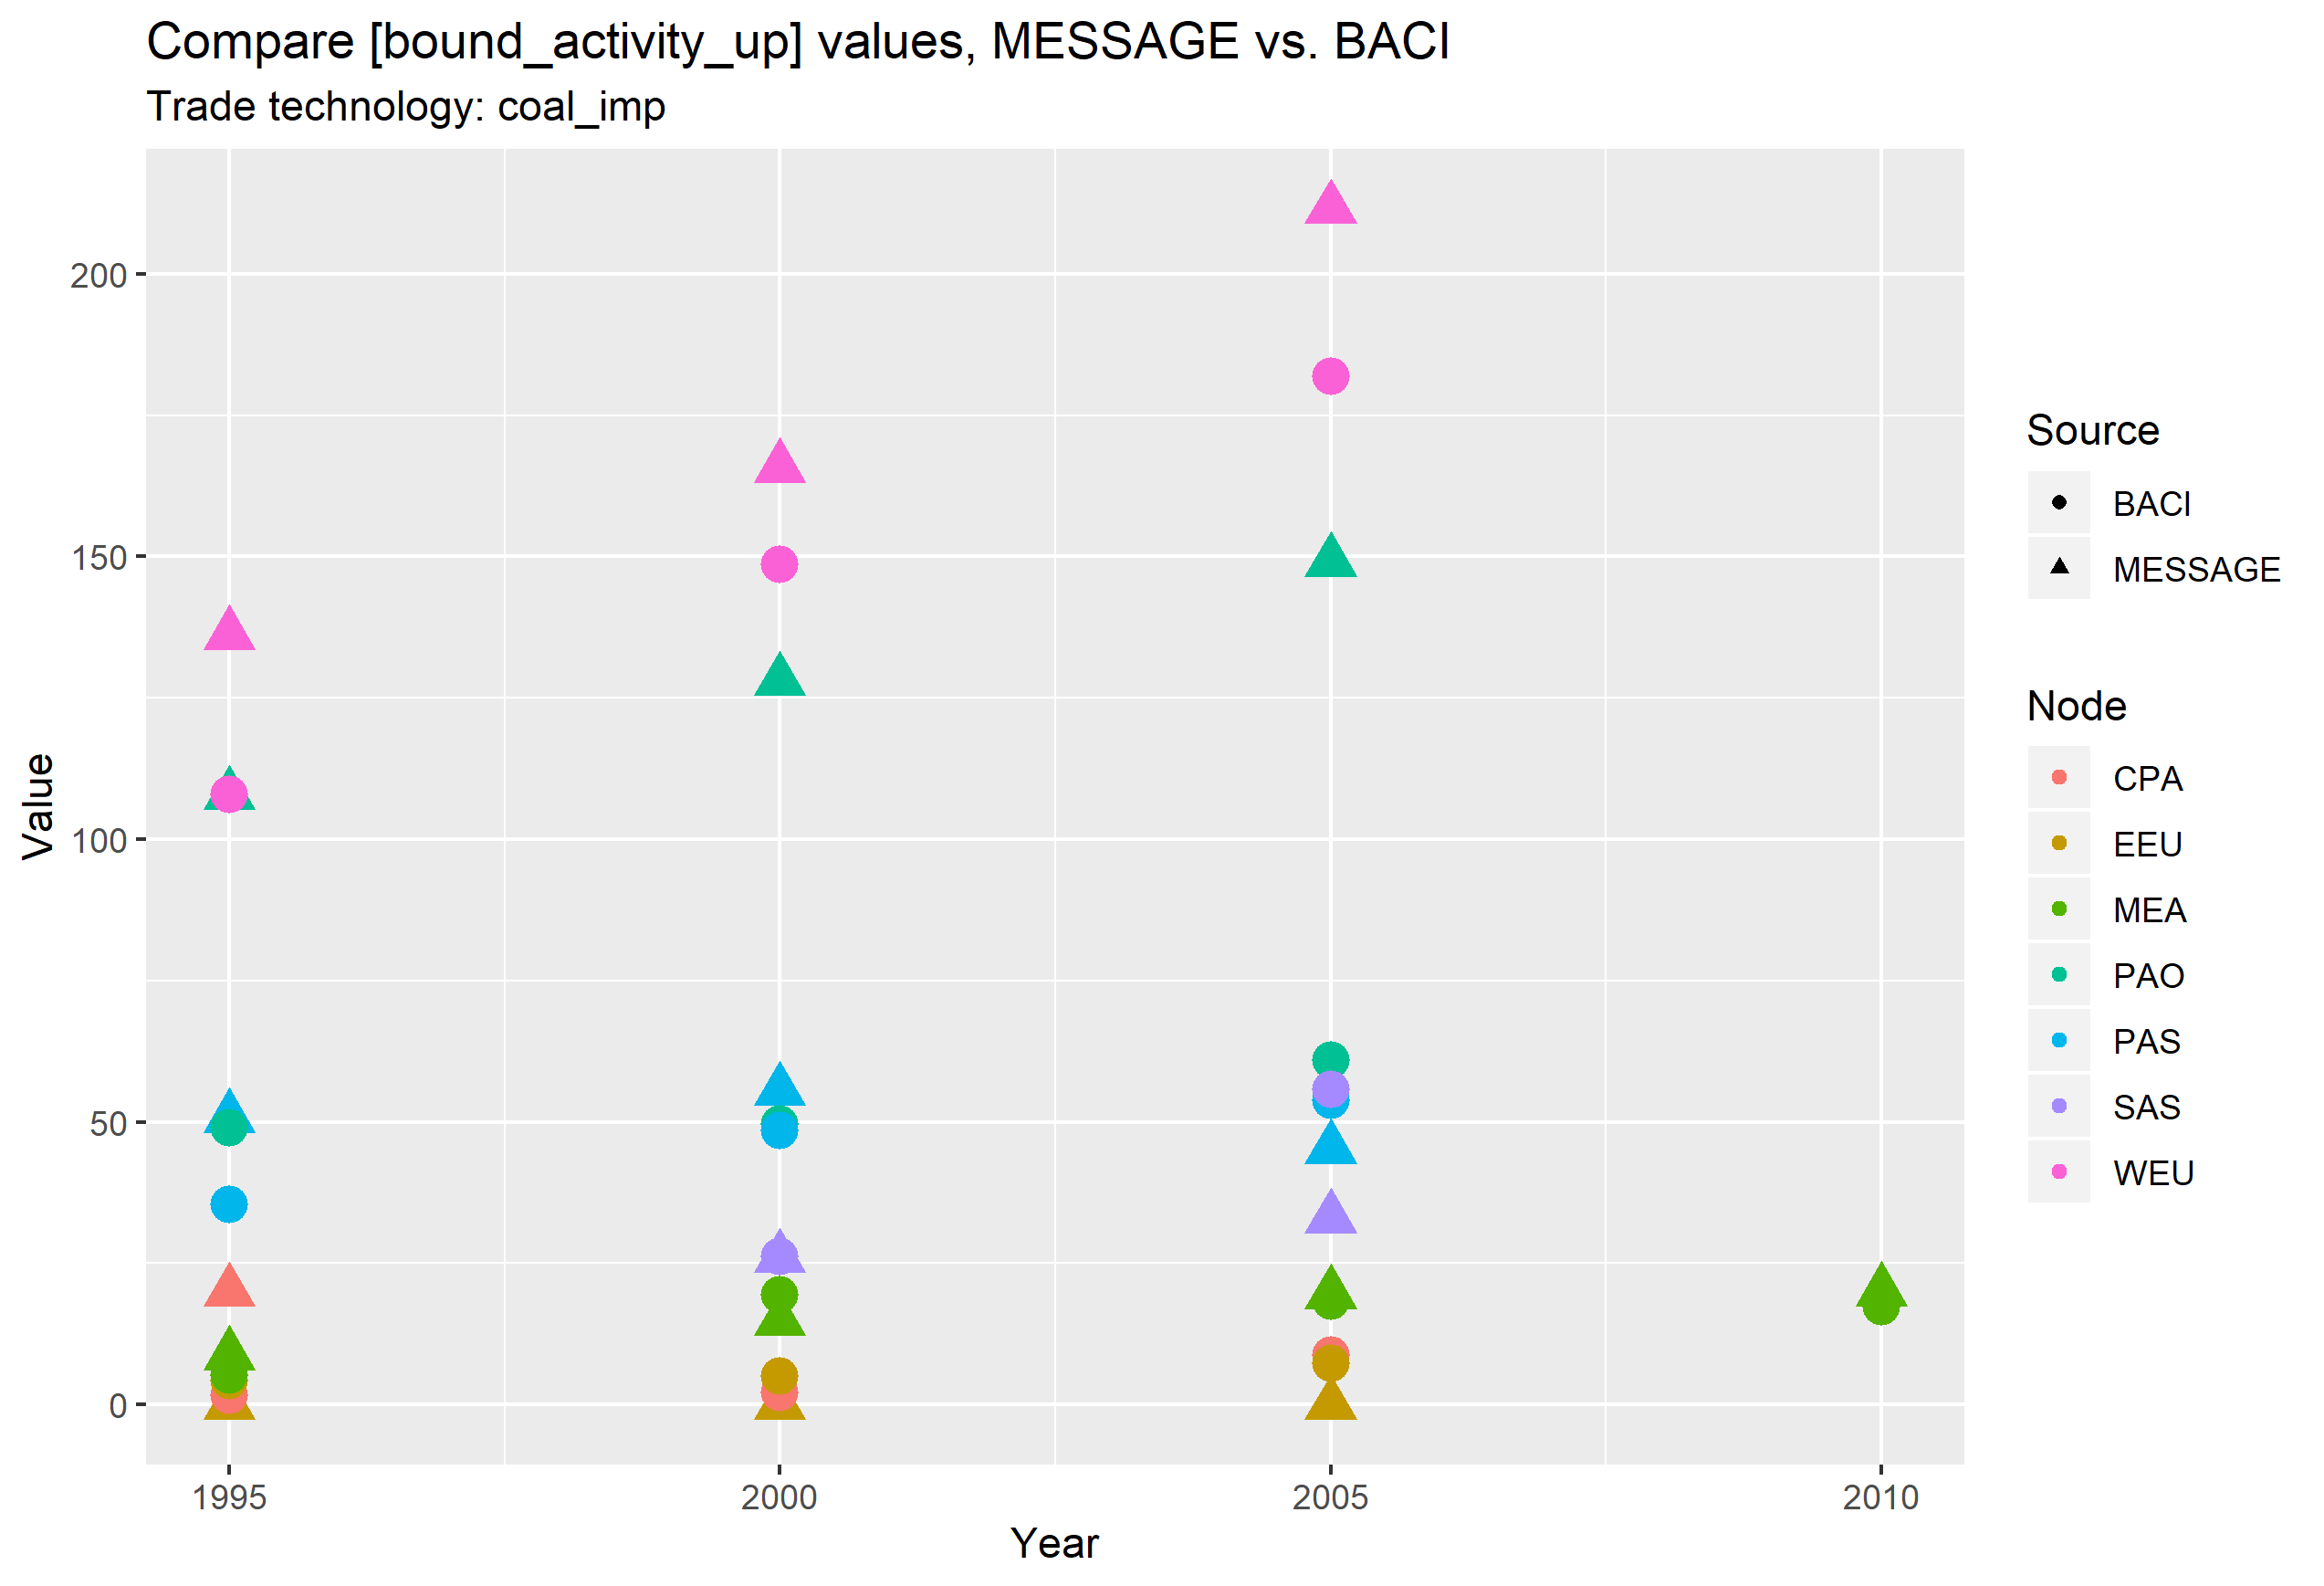 Compare [bound_activity_up] values, MESSAGE vs. BACI
Trade technology: coal_imp
Value
200
150
100
50
0
1995
2000
2005
2010
Year
Source
BACI
MESSAGE
Node
CPA
EEU
MEA
PAO
PAS
SAS
WEU